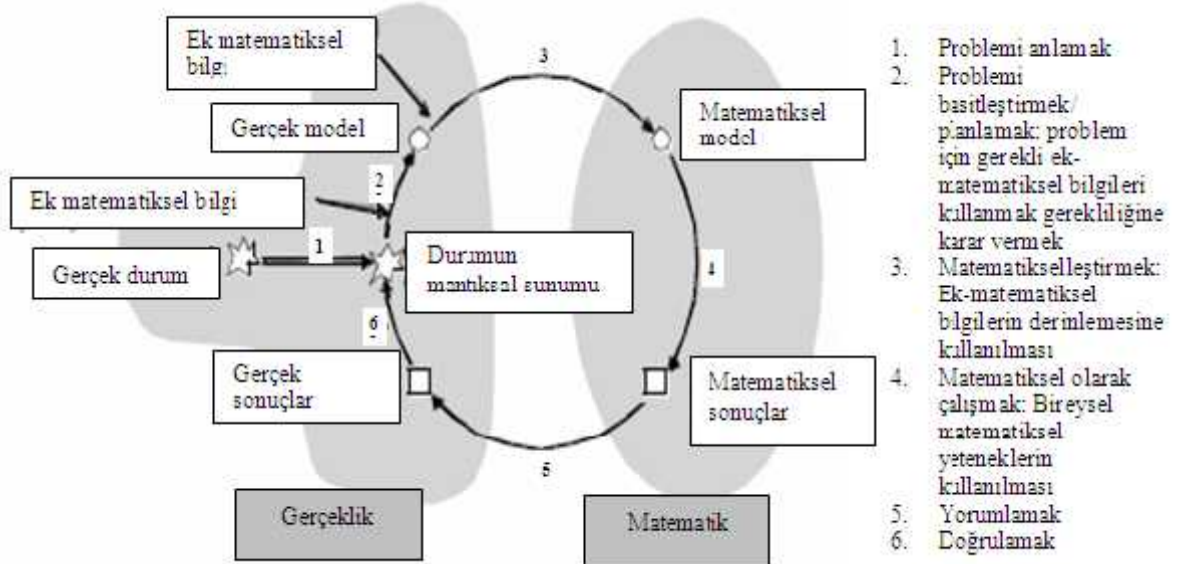 Ek matematiksel
bilgi
Gerçek model
Ek matematiksel bilgi
Gerçek durum
Durumun
mantıksal sunumu
Gerçek
sonuçlar
Gerçeklik
3
2
1
6
5
4
Matematiksel
model
Matematiksel
sonuçlar
Matematik
1. Problemi anlamak
2. Problemi
basitleştirmek/
planlamak: problem
için gerekli ek-
matematiksel bilgileri
kullanmak gerekliliğine
karar vermek
3. Matematikselleştirmek:
Ek-matematiksel
bilgilerin derinlemesine
kullanılması
4. Matematiksel olarak
çalışmak: Bireysel
matematiksel
yeteneklerin
kullanılması
5. Yorumlamak
6. Doğrulamak